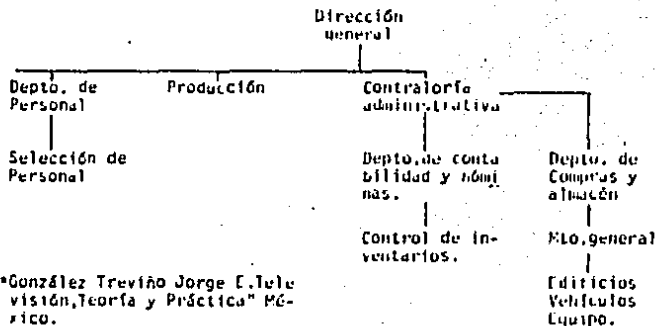 Dirección
general
Depto. de
Personal
Producción
Contraloría
administrativa
Selección de
Personal
Depto.de conta
bilidad y nómi
nas.
Depto. de
Compras y
almacén
Control de in-
ventarios.
Mto.general
Edificios
Vehículos
Equipo.
*González Treviño Jorge E.Tele
visión,Teoría y Práctica" Mé-
xico.